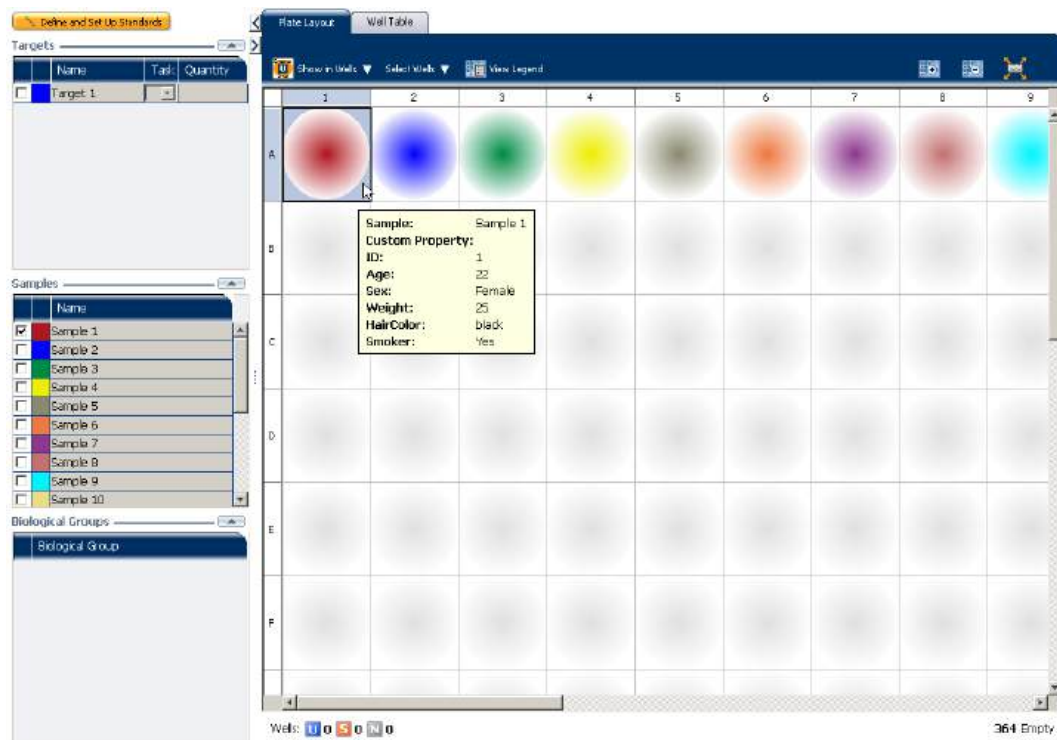 Define and Set Up Standards
Targets
Name Task Quantity
Target 1
Samples
Name
Sample 1
Sample 2
Sample 3
Sample 4
Sample 5
Sample 6
Sample 7
Sample 8
Sample 9
Sample 10
Biological Groups
Biological Group
Plate Layout Well Table
Show in Wells ▼ Select Wells ▼ View Legend
1 2 3 4 5 6 7 8 9
A
B
C
D
E
F
Sample: Sample 1
Custom Property:
ID: 1
Age: 22
Sex: Female
Weight: 25
HairColor: black
Smoker: Yes
Wells: U 0 S 0 N 0
364 Empty